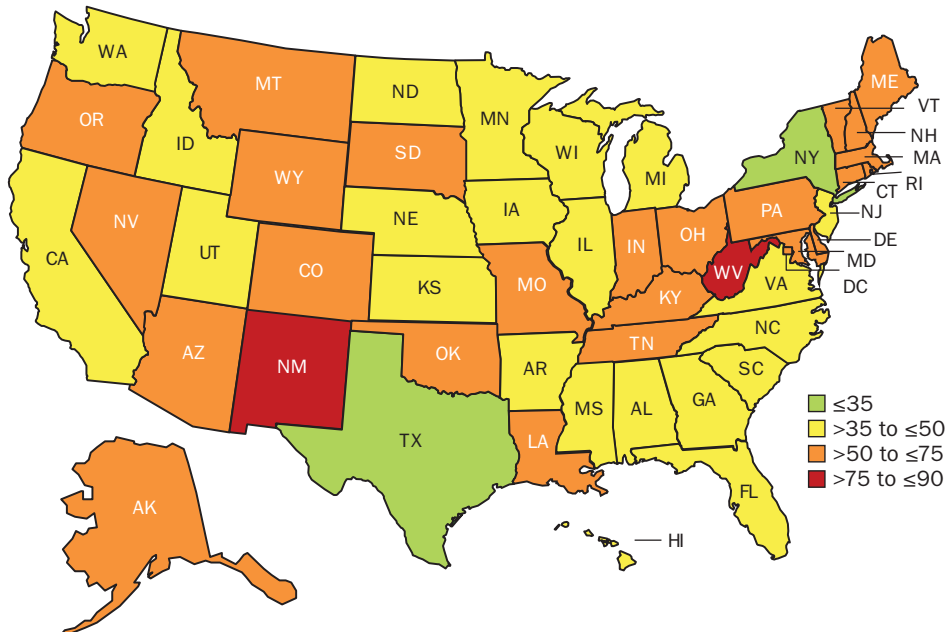 WA
MT
ND
MN
ME
VT
OR
ID
SD
WI
NH
WY
MI
NY
MA
RI
CT
NV
NE
IA
PA
NJ
CA
UT
IL
IN
OH
DE
MD
CO
KS
MO
WV
VA
DC
KY
AZ
NM
OK
AR
TN
NC
SC
TX
MS
AL
GA
LA
FL
AK
HI
≤35
>35 to ≤50
>50 to ≤75
>75 to ≤90